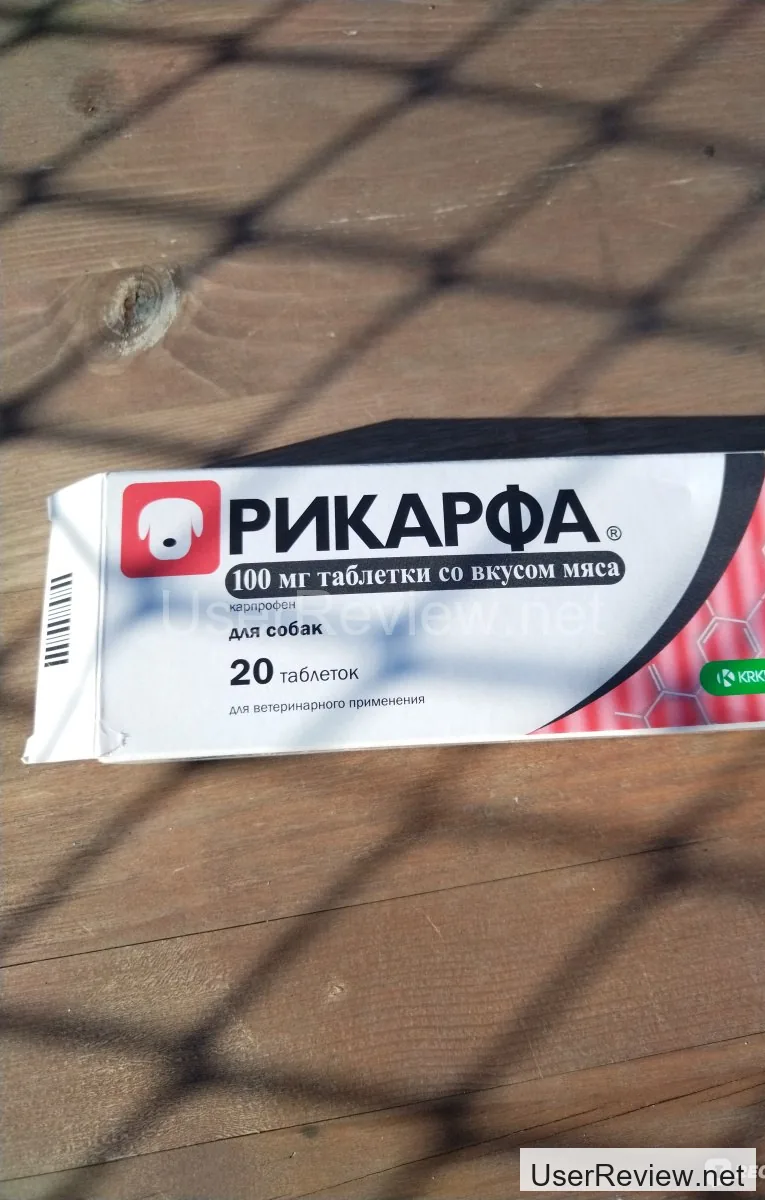 РИКАРФА®
100 мг таблетки со вкусом мяса
карпрофен
для собак
20 таблеток
для ветеринарного применения
UserReview.net
UserReview.net